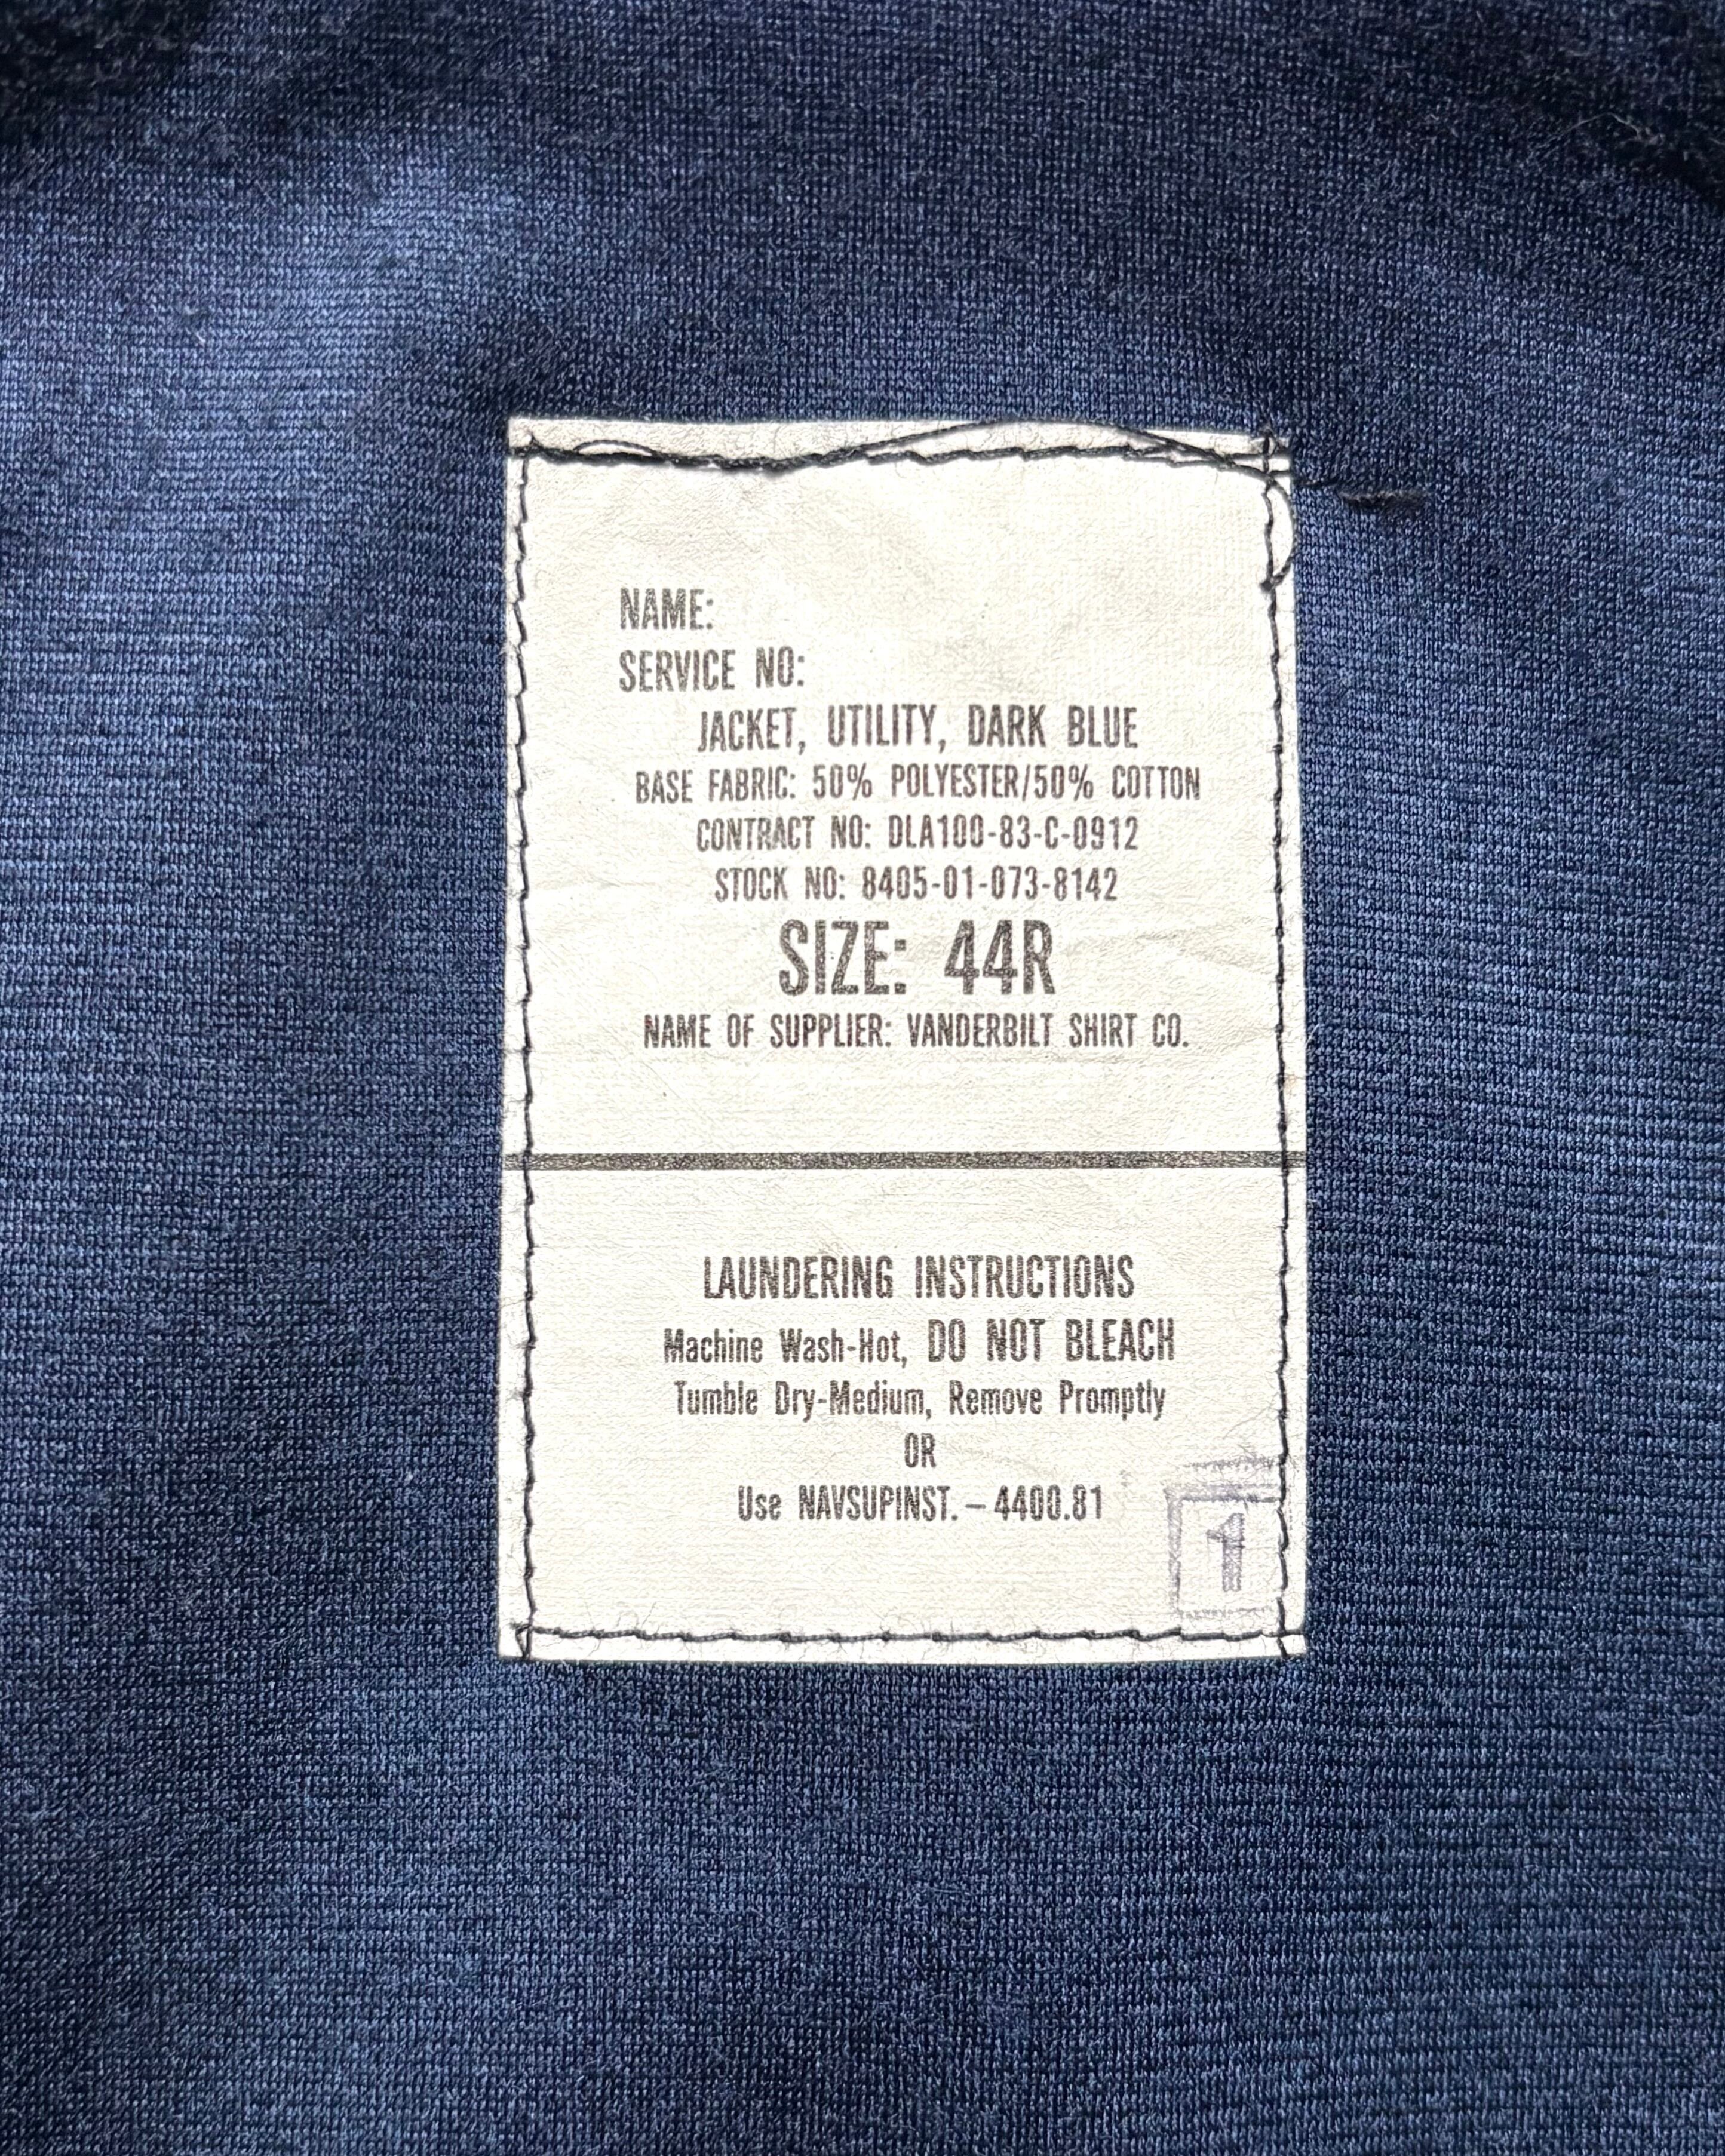 NAME:
SERVICE NO:
JACKET, UTILITY, DARK BLUE
BASE FABRIC: 50% POLYESTER/50% COTTON
CONTRACT NO: DLA100-83-C-0912
STOCK NO: 8405-01-073-8142
SIZE: 44R
NAME OF SUPPLIER: VANDERBILT SHIRT CO.
LAUNDERING INSTRUCTIONS
Machine Wash-Hot, DO NOT BLEACH
Tumble Dry-Medium, Remove Promptly
OR
Use NAVSUPINST. – 4400.81
1